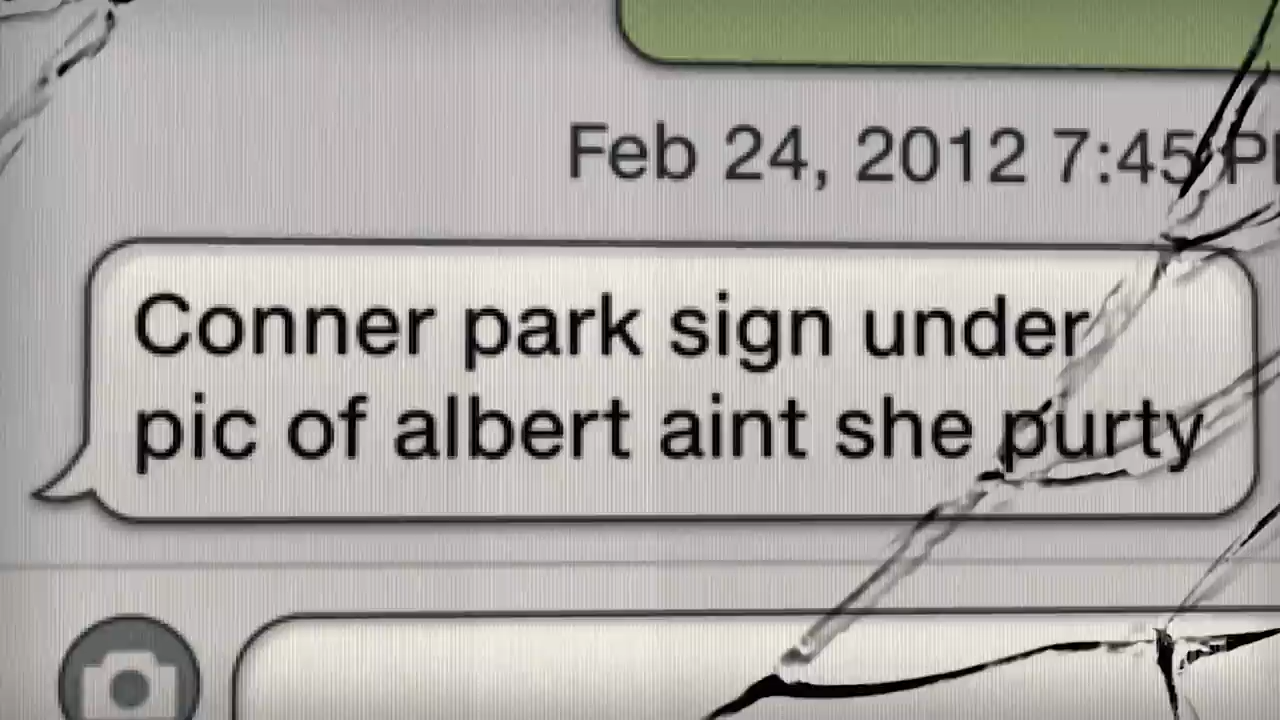 Feb 24, 2012 7:45 P
Conner park sign under
pic of albert aint she purty